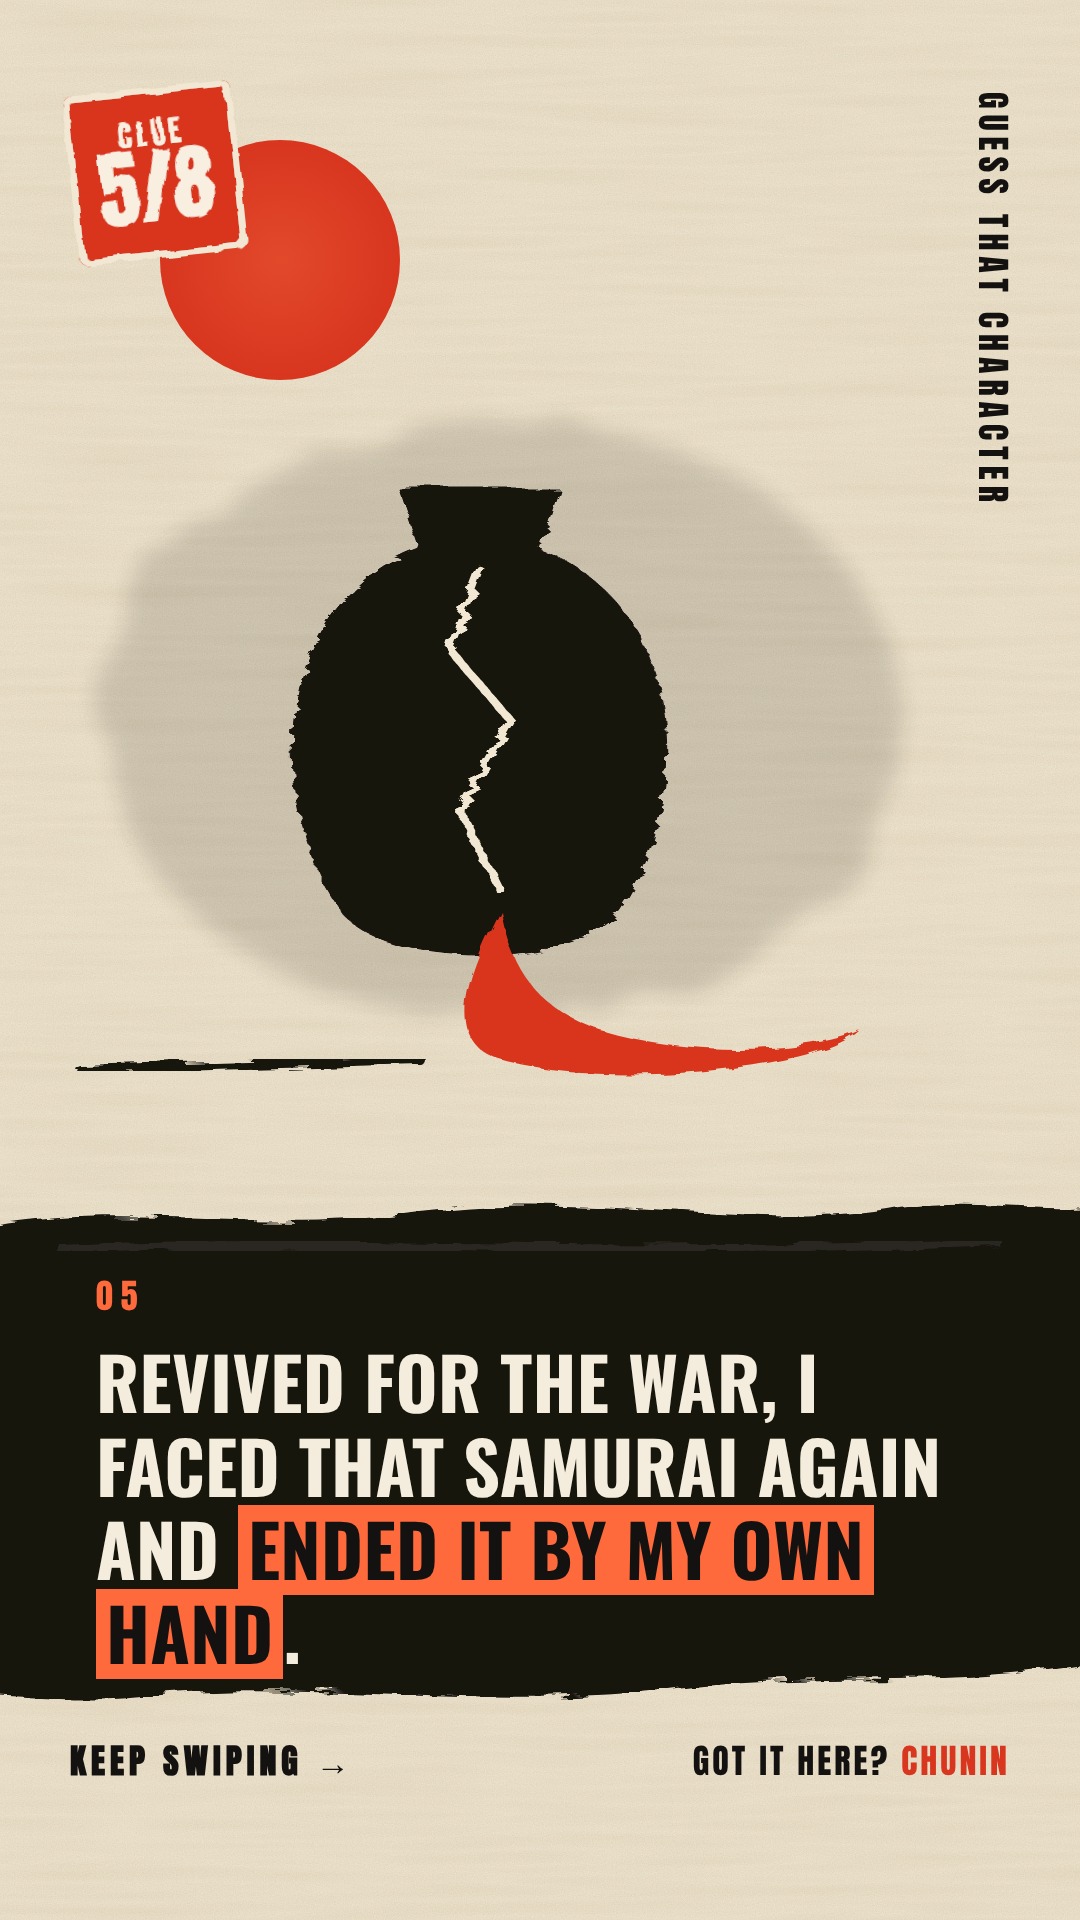 CLUE
5/8
GUESS THAT CHARACTER
05
REVIVED FOR THE WAR, I
FACED THAT SAMURAI AGAIN
AND ENDED IT BY MY OWN
HAND.
KEEP SWIPING →
GOT IT HERE? CHUNIN